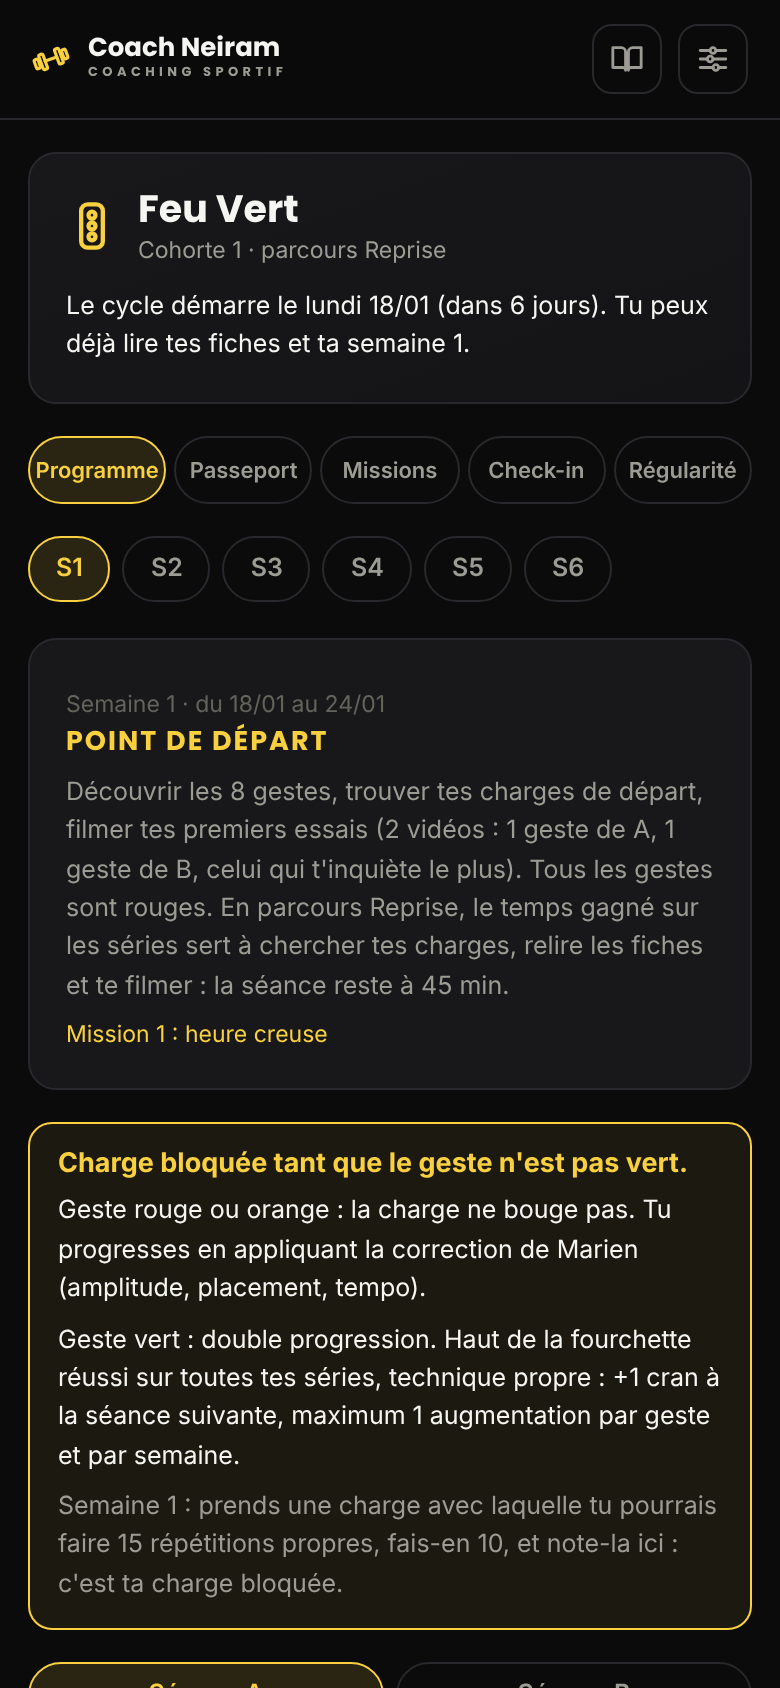 Coach Neiram
COACHING SPORTIF
Feu Vert
Cohorte 1 · parcours Reprise
Le cycle démarre le lundi 18/01 (dans 6 jours). Tu peux
déjà lire tes fiches et ta semaine 1.
Programme Passeport Missions Check-in Régularité
S1 S2 S3 S4 S5 S6
Semaine 1 · du 18/01 au 24/01
POINT DE DÉPART
Découvrir les 8 gestes, trouver tes charges de départ,
filmer tes premiers essais (2 vidéos : 1 geste de A, 1
geste de B, celui qui t'inquiète le plus). Tous les gestes
sont rouges. En parcours Reprise, le temps gagné sur
les séries sert à chercher tes charges, relire les fiches
et te filmer : la séance reste à 45 min.
Mission 1 : heure creuse
Charge bloquée tant que le geste n'est pas vert.
Geste rouge ou orange : la charge ne bouge pas. Tu
progresses en appliquant la correction de Marien
(amplitude, placement, tempo).
Geste vert : double progression. Haut de la fourchette
réussi sur toutes tes séries, technique propre : +1 cran à
la séance suivante, maximum 1 augmentation par geste
et par semaine.
Semaine 1 : prends une charge avec laquelle tu pourrais
faire 15 répétitions propres, fais-en 10, et note-la ici :
c'est ta charge bloquée.